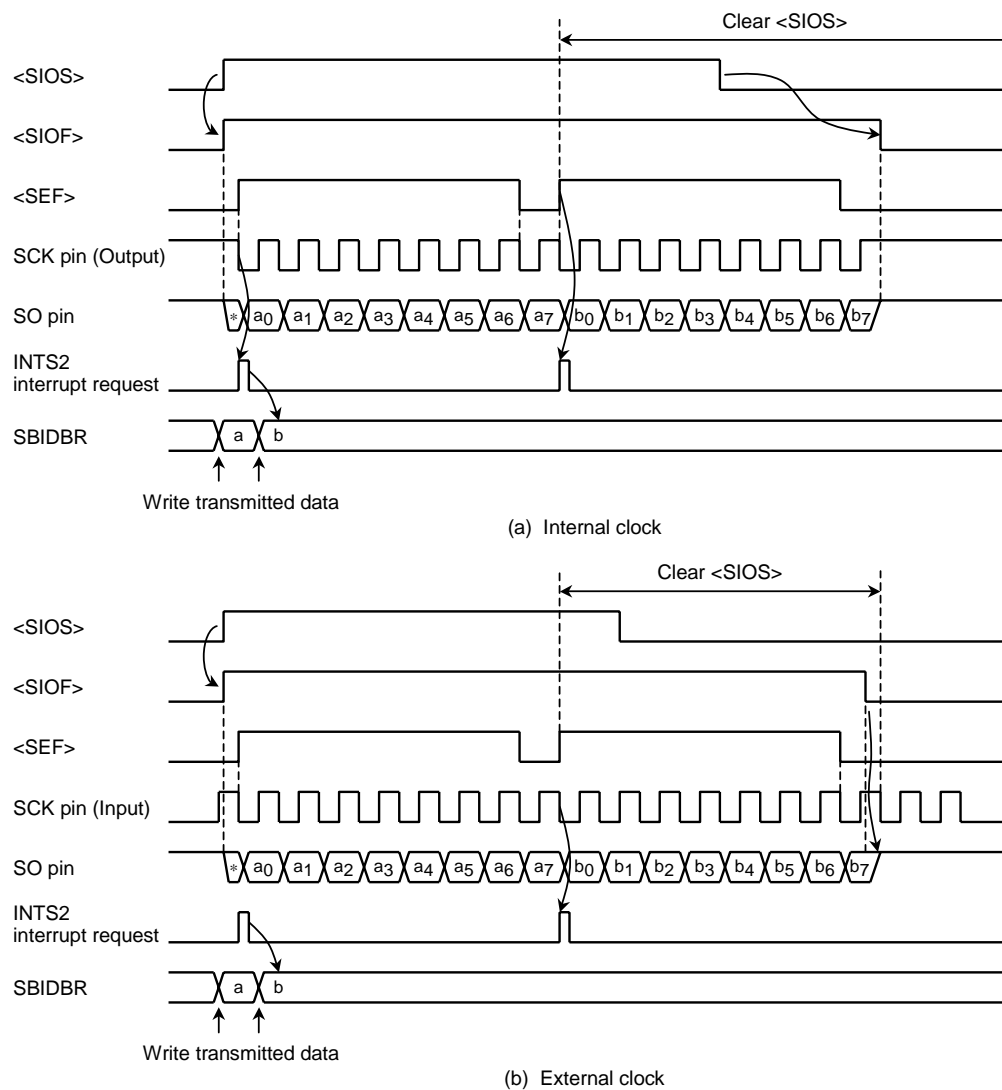 Clear <SIOS>
<SIOS>
<SIOF>
<SEF>
SCK pin (Output)
SO pin
* a0 a1 a2 a3 a4 a5 a6 a7 b0 b1 b2 b3 b4 b5 b6 b7
INTS2
interrupt request
SBIDBR
a b
Write transmitted data
(a) Internal clock
Clear <SIOS>
<SIOS>
<SIOF>
<SEF>
SCK pin (Input)
SO pin
* a0 a1 a2 a3 a4 a5 a6 a7 b0 b1 b2 b3 b4 b5 b6 b7
INTS2
interrupt request
SBIDBR
a b
Write transmitted data
(b) External clock